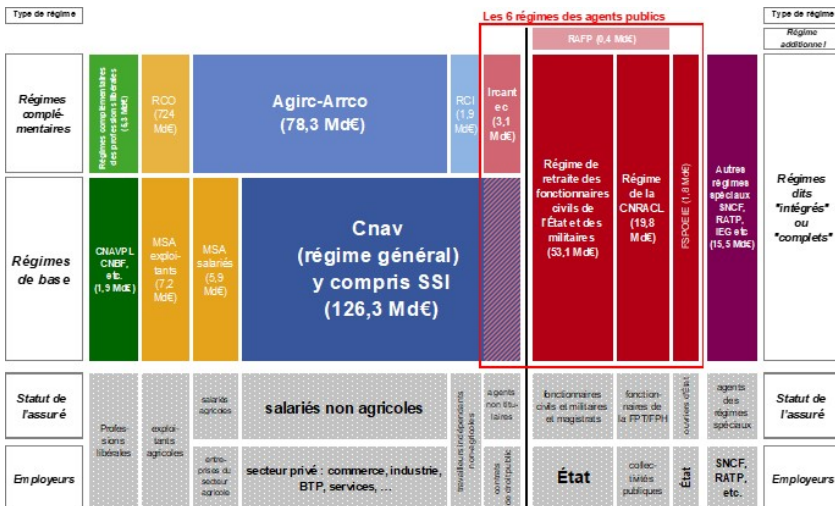 Type de régime
Les 6 régimes des agents publics
Type de régime
RAFP (0,4 Md€)
Régime
additionnel
Régimes
complé-
mentaires
Régimes complémentaires
des professions libérales
RCO
(724
Md€)
Agirc-Arrco
(78,3 Md€)
RCI
(1,9
Md€)
Ircant
ec
(3,1
Md€)
Régime de
retraite des
fonctionnaires
civils de
l'État et des
militaires
(53,1 Md€)
Régime
de la
CNRACL
(19,8
Md€)
FSPOEIE (1,8 Md€)
Autres
régimes
spéciaux
SNCF,
RATP,
IEG etc
(15,5 Md€)
Régimes
dits
"intégrés"
ou
"complets"
Régimes
de base
CNAVPL
CNBF,
etc.
(1,9 Md€)
MSA
exploi-
tants
(7,2
Md€)
MSA
salariés
(5,9
Md€)
Cnav
(régime général)
y compris SSI
(126,3 Md€)
Statut de
l'assuré
Profes-
sions
libérales
exploi-
tants
agricoles
salariés
agricoles
salariés non agricoles
travailleurs indépendants
non-agricoles
agents
non titu-
laires
fonctionnaires
civils et militaires
et magistrats
fonction-
naires de
la FPT/FPH
ouvriers d'État
agents
des
régimes
spéciaux
Statut de
l'assuré
Employeurs
entre-
prises du
secteur
agricole
secteur privé : commerce, industrie,
BTP, services, ...
contrats
de droit public
État
collec-
tivités
publiques
État
SNCF,
RATP,
etc.
Employeurs